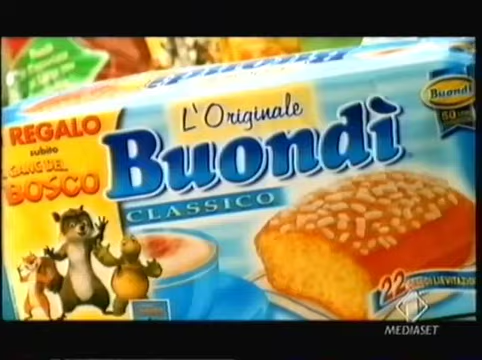 REGALO
subito
GANG DEL
BOSCO
L'Originale
Buondì
CLASSICO
Buondì
22
MEDIASET